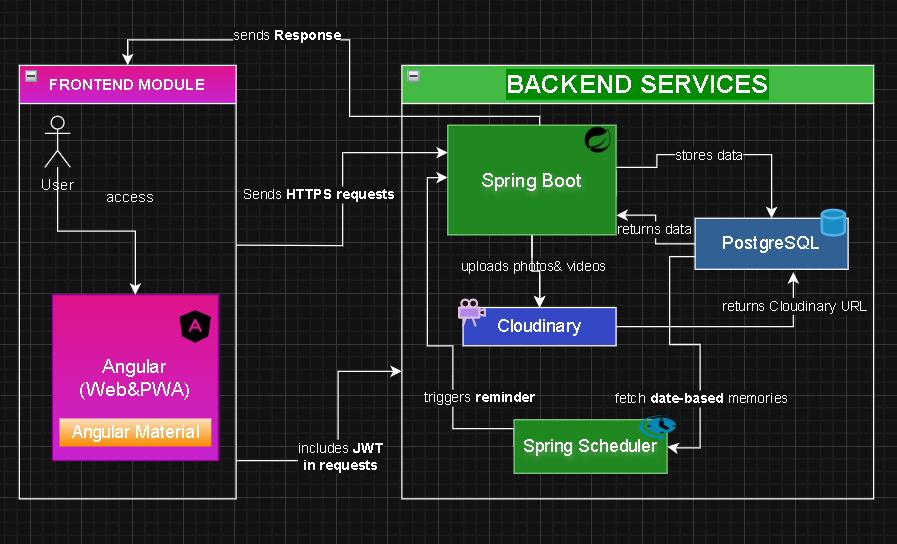 sends Response
FRONTEND MODULE
BACKEND SERVICES
User
access
Sends HTTPS requests
Spring Boot
stores data
returns data
PostgreSQL
uploads photos& videos
returns Cloudinary URL
Cloudinary
A
Angular
(Web&PWA)
Angular Material
triggers reminder
fetch date-based memories
includes JWT
in requests
Spring Scheduler